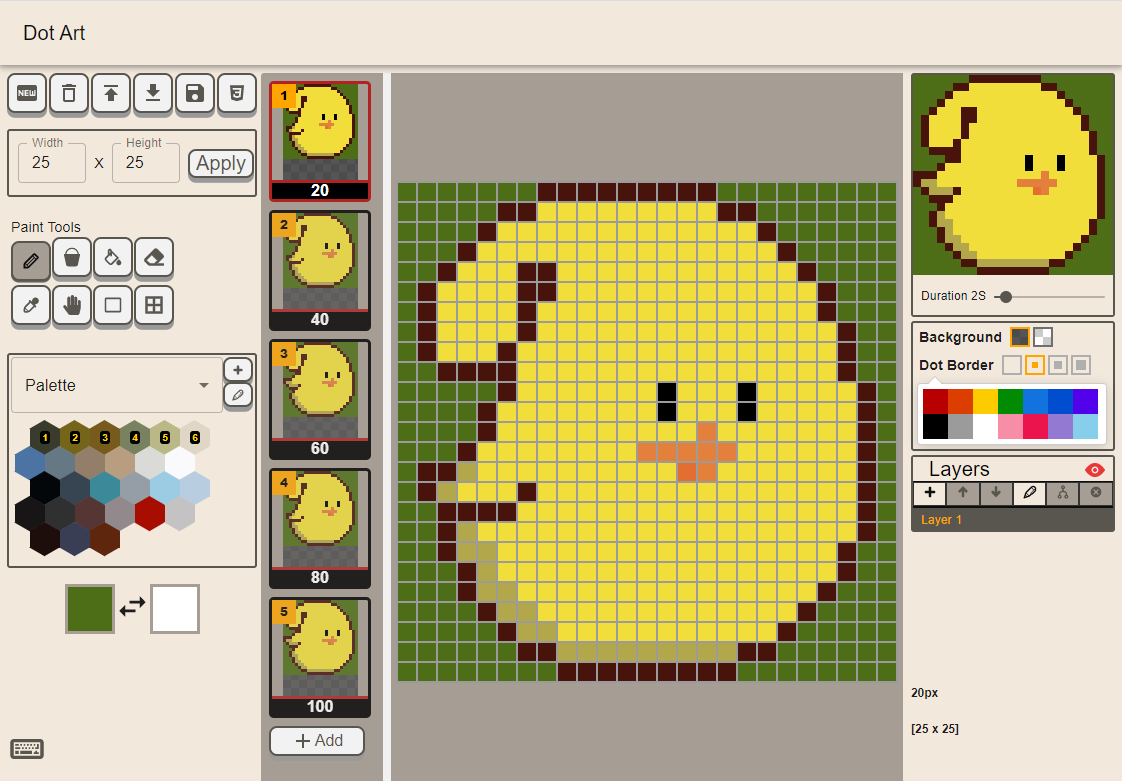 Dot Art
NEW
Width
25
X
Height
25
Apply
Paint Tools
Palette
1
2
3
4
5
6
1
20
2
40
3
60
4
80
5
100
Add
Duration 2S
Background
Dot Border
Layers
Layer 1
20px
[25 x 25]